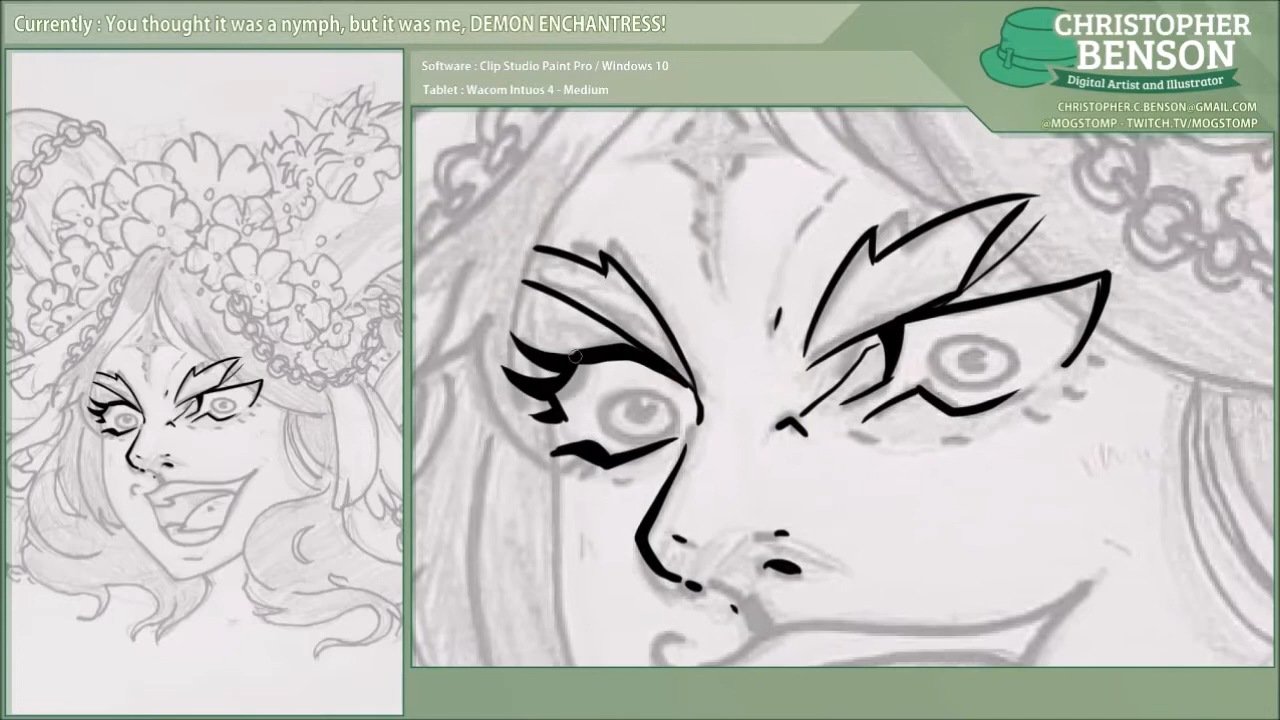 Currently : You thought it was a nymph, but it was me, DEMON ENCHANTRESS!
Software : Clip Studio Paint Pro / Windows 10
Tablet : Wacom Intuos 4 - Medium
CHRISTOPHER
BENSON
Digital Artist and Illustrator
CHRISTOPHER.C.BENSON@GMAIL.COM
@MOGSTOMP - TWITCH.TV/MOGSTOMP